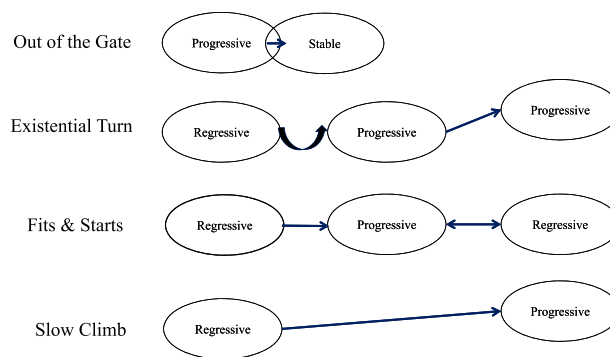 Out of the Gate
Progressive
Stable
Existential Turn
Regressive
Progressive
Progressive
Fits & Starts
Regressive
Progressive
Regressive
Slow Climb
Regressive
Progressive